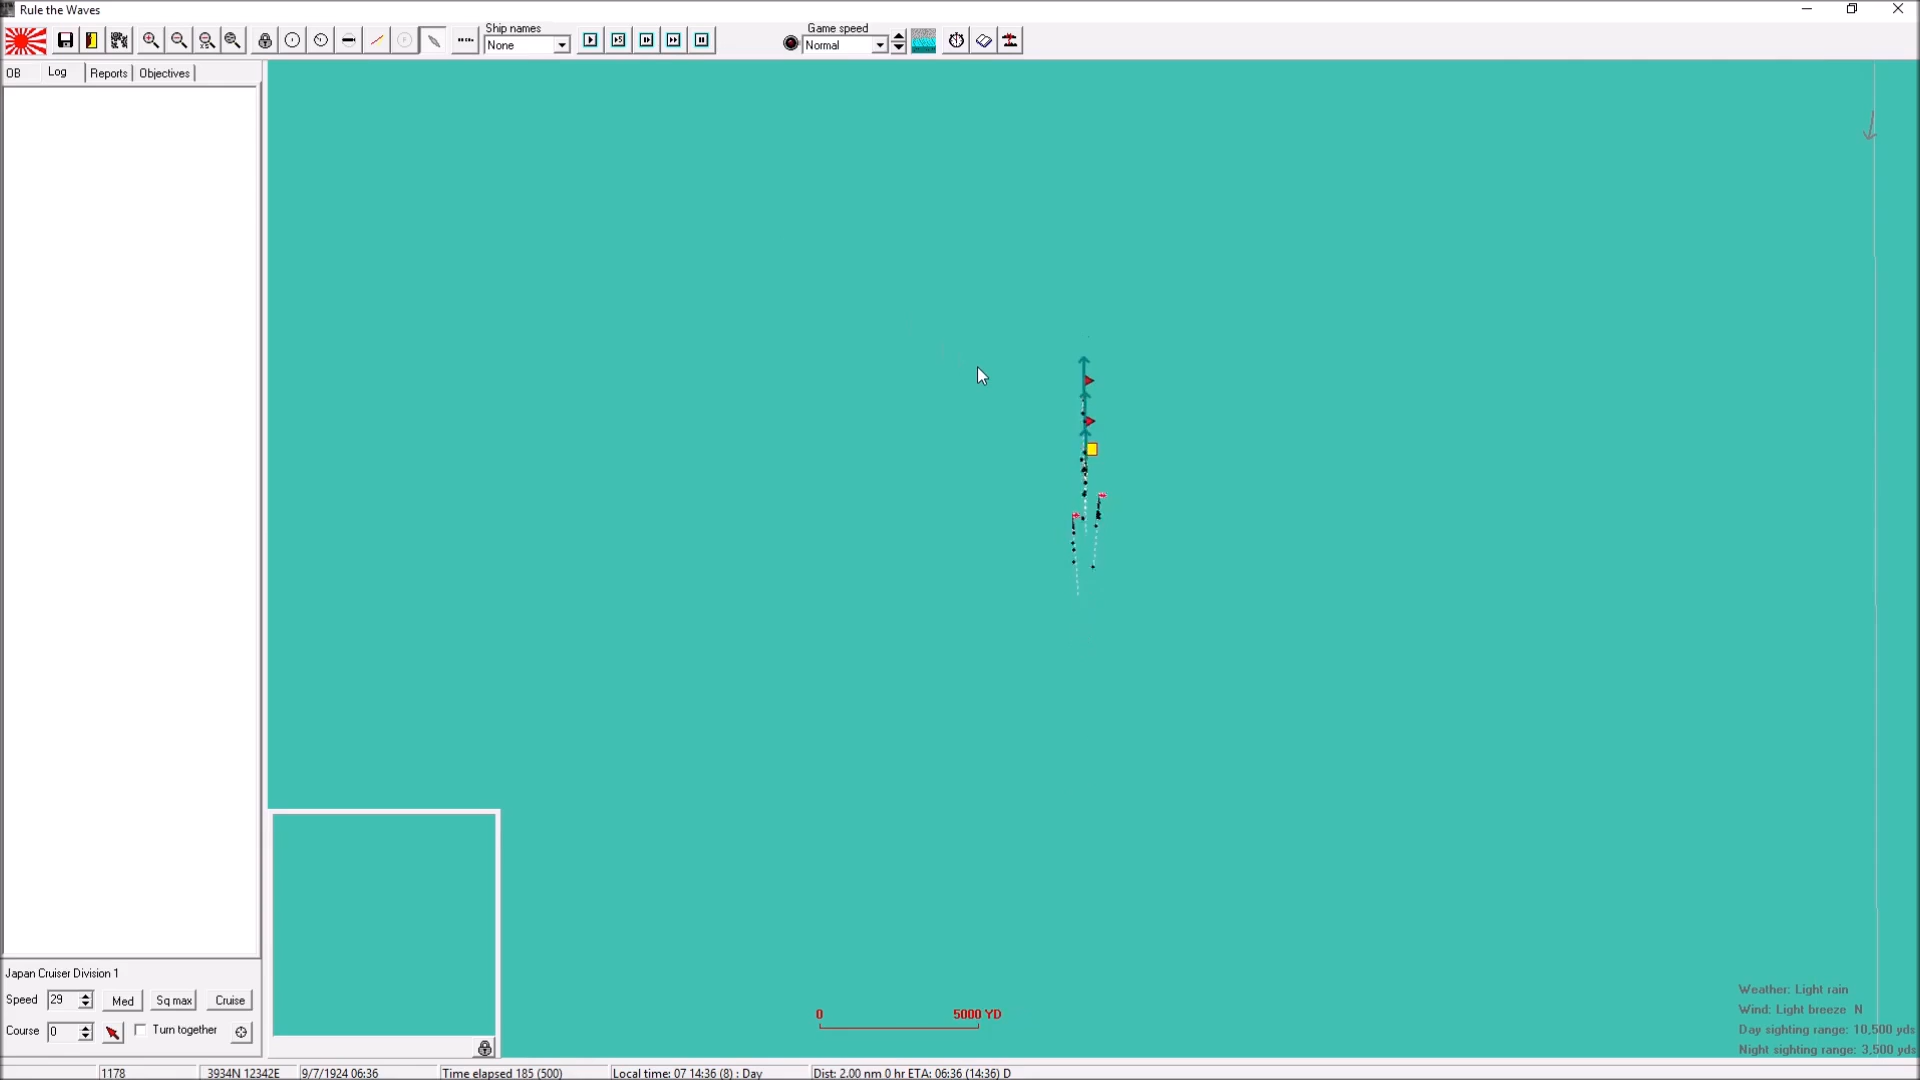 Rule the Waves
Ship names
None
Game speed
Normal
OB
Log
Reports
Objectives
Japan Cruiser Division 1
Speed 29 Med Sq max Cruise
Course 0 Turn together
0 5000 YD
Weather: Light rain
Wind: Light breeze N
Day sighting range: 10,500 yds
Night sighting range: 3,500 yds
1178 3934N 12342E 9/7/1924 06:36 Time elapsed 185 (500) Local time: 07 14:36 (8) : Day Dist: 2.00 nm 0 hr ETA: 06:36 (14:36) D